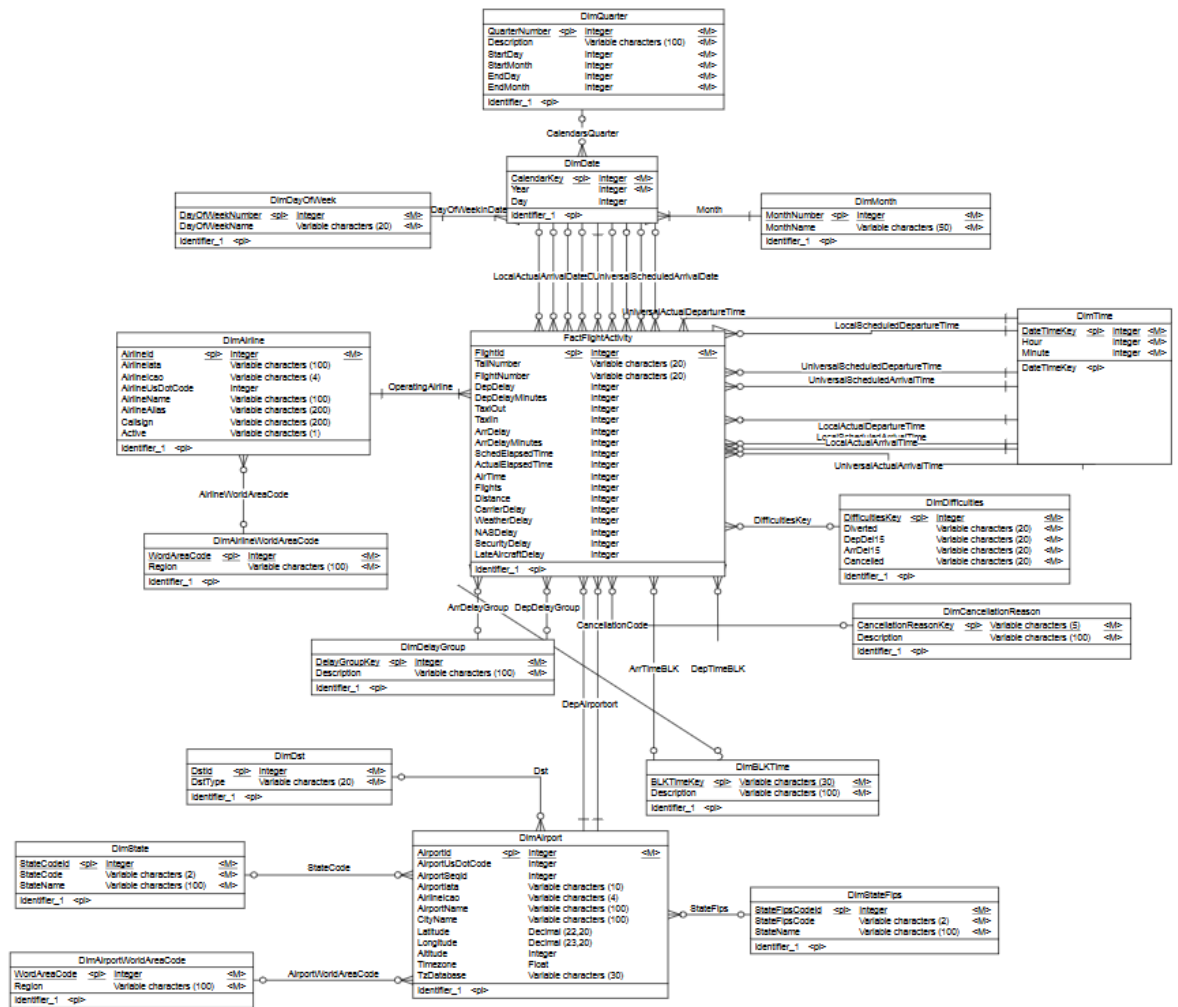 DimQuarter
QuarterNumber <pi> Integer <M>
Description Variable characters (100) <M>
StartDay Integer <M>
StartMonth Integer <M>
EndDay Integer <M>
EndMonth Integer <M>
Identifier_1 <pi>
CalendarsQuarter
DimDate
CalendarKey <pi> Integer <M>
Year Integer <M>
Day Integer
Identifier_1 <pi>
DimDayOfWeek
DayOfWeekNumber <pi> Integer <M>
DayOfWeekName Variable characters (20) <M>
Identifier_1 <pi>
DayOfWeekInDate
Month
DimMonth
MonthNumber <pi> Integer <M>
MonthName Variable characters (50) <M>
Identifier_1 <pi>
LocalActualArrivalDate
UniversalScheduledArrivalDate
DimAirline
AirlineId <pi> Integer <M>
AirlineIata Variable characters (100)
AirlineIcao Variable characters (4)
AirlineUsDotCode Integer
AirlineName Variable characters (100)
AirlineAlias Variable characters (200)
Callsign Variable characters (200)
Active Variable characters (1)
Identifier_1 <pi>
OperatingAirline
FactFlightActivity
FlightId <pi> Integer <M>
TailNumber Variable characters (20)
FlightNumber Variable characters (20)
DepDelay Integer
DepDelayMinutes Integer
TaxiOut Integer
TaxiIn Integer
ArrDelay Integer
ArrDelayMinutes Integer
SchedElapsedTime Integer
ActualElapsedTime Integer
AirTime Integer
Flights Integer
Distance Integer
CarrierDelay Integer
WeatherDelay Integer
NASDelay Integer
SecurityDelay Integer
LateAircraftDelay Integer
Identifier_1 <pi>
UniversalActualDepartureTime
LocalScheduledDepartureTime
UniversalScheduledDepartureTime
UniversalScheduledArrivalTime
LocalActualDepartureTime
LocalScheduledArrivalTime
LocalActualArrivalTime
UniversalActualArrivalTime
DimTime
DateTimeKey <pi> Integer <M>
Hour Integer <M>
Minute Integer <M>
DateTimeKey <pi>
AirlineWorldAreaCode
DimAirlineWorldAreaCode
WordAreaCode <pi> Integer <M>
Region Variable characters (100) <M>
Identifier_1 <pi>
DifficultiesKey
DimDifficulties
DifficultiesKey <pi> Integer <M>
Diverted Variable characters (20) <M>
DepDel15 Variable characters (20) <M>
ArrDel15 Variable characters (20) <M>
Cancelled Variable characters (20) <M>
Identifier_1 <pi>
ArrDelayGroup
DepDelayGroup
CancellationCode
DimCancellationReason
CancellationReasonKey <pi> Variable characters (5) <M>
Description Variable characters (100) <M>
Identifier_1 <pi>
DimDelayGroup
DelayGroupKey <pi> Integer <M>
Description Variable characters (100) <M>
Identifier_1 <pi>
ArrTimeBLK
DepTimeBLK
DimDst
DstId <pi> Integer <M>
DstType Variable characters (20) <M>
Identifier_1 <pi>
Dst
DimBLKTime
BLKTimeKey <pi> Variable characters (30) <M>
Description Variable characters (100) <M>
Identifier_1 <pi>
DimState
StateCodeId <pi> Integer <M>
StateCode Variable characters (2) <M>
StateName Variable characters (100) <M>
Identifier_1 <pi>
StateCode
DimAirport
AirportId <pi> Integer <M>
AirportUsDotCode Integer
AirportSeqId Integer
AirportIata Variable characters (10)
AirlineIcao Variable characters (4)
AirportName Variable characters (100)
CityName Variable characters (100)
Latitude Decimal (22,20)
Longitude Decimal (23,20)
Altitude Integer
Timezone Float
TzDatabase Variable characters (30)
Identifier_1 <pi>
StateFips
DimStateFips
StateFipsCodeId <pi> Integer <M>
StateFipsCode Variable characters (2) <M>
StateName Variable characters (100) <M>
Identifier_1 <pi>
DimAirportWorldAreaCode
WordAreaCode <pi> Integer <M>
Region Variable characters (100) <M>
Identifier_1 <pi>
AirportWorldAreaCode